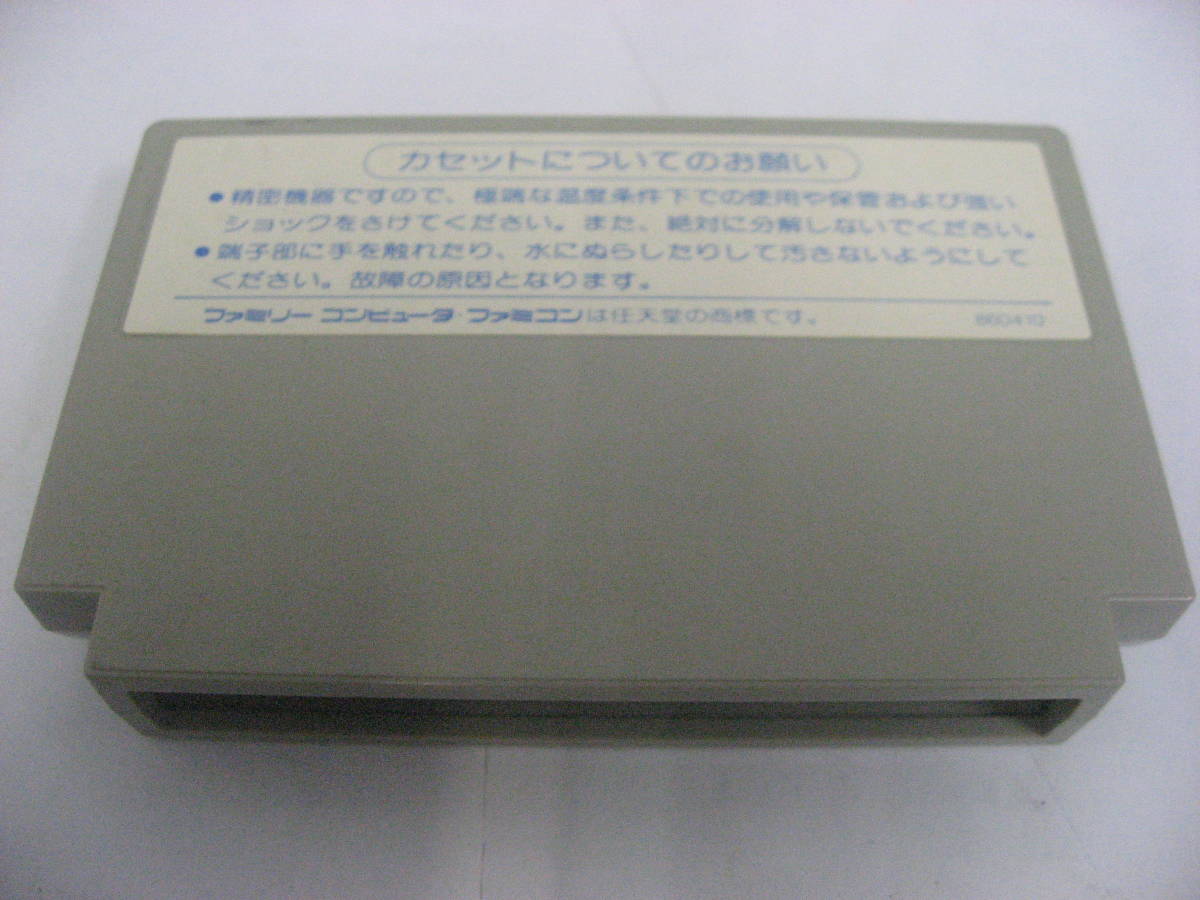 カセットについてのお願い
●精密機器ですので、極端な温度条件下での使用や保管および強い
ショックをさけてください。また、絶対に分解しないでください。
●端子部に手を触れたり、水にぬらしたりして汚さないようにして
ください。故障の原因となります。
ファミリー コンピュータ・ファミコンは任天堂の商標です。 860410